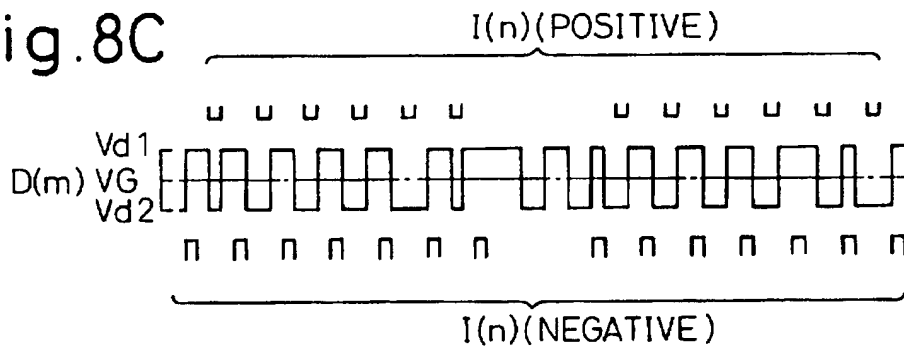 ig.8C
I(n)(POSITIVE)
Vd1
D(m) VG
Vd2
I(n)(NEGATIVE)